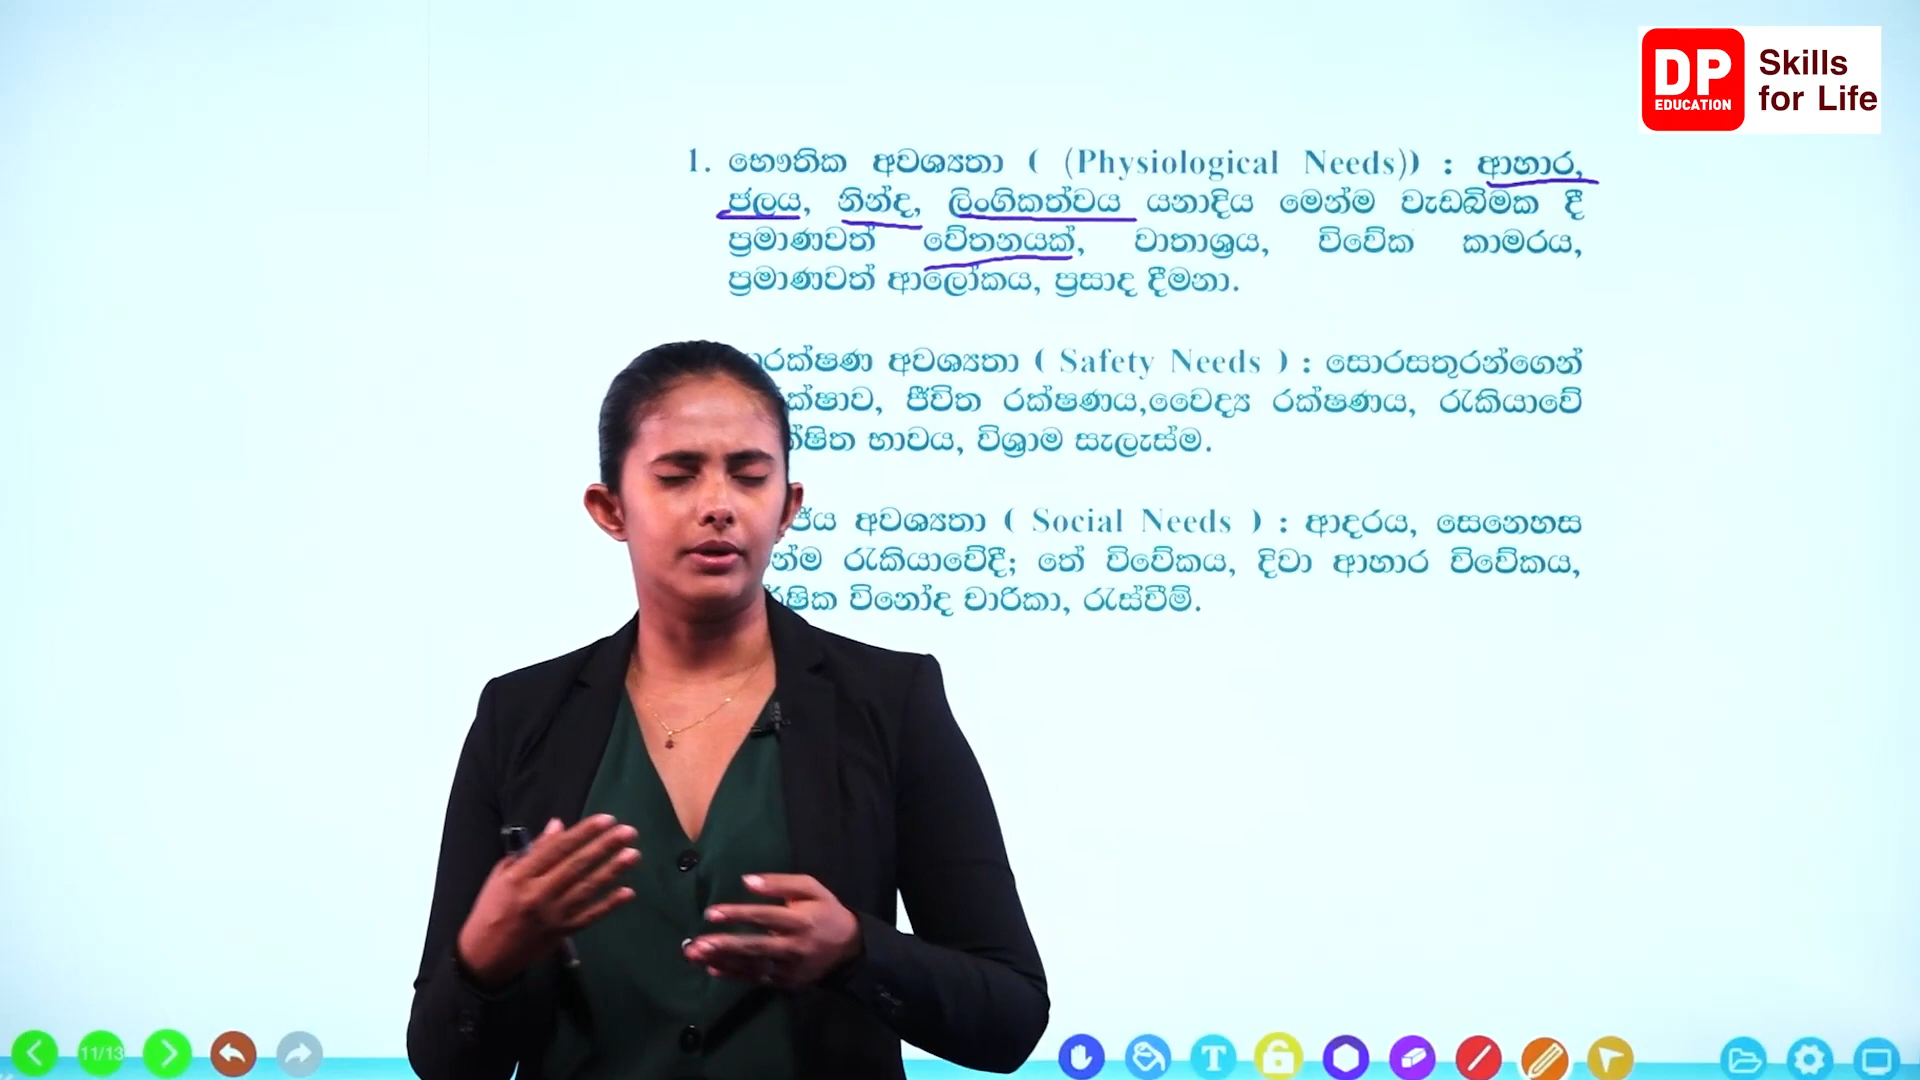 DP
EDUCATION
Skills
for Life
1. භෞතික අවශ්‍යතා ( (Physiological Needs)) : ආහාර,
ජලය, නින්ද, ලිංගිකත්වය යනාදිය මෙන්ම වැඩබිමක දී
ප්‍රමාණවත් වේතනයක්, වාතාශ්‍රය, විවේක කාමරය,
ප්‍රමාණවත් ආලෝකය, ප්‍රසාද දීමනා.
අවශ්‍යතා ( Safety Needs ) : සොරසතුරන්ගෙන්
ජීවිත රක්ෂණය,වෛද්‍ය රක්ෂණය, රැකියාවේ
භාවය, විශ්‍රාම සැලැස්ම.
අවශ්‍යතා ( Social Needs ) : ආදරය, සෙනෙහස
රැකියාවේදී; තේ විවේකය, දිවා ආහාර විවේකය,
විනෝද චාරිකා, රැස්වීම්.
11/13
T